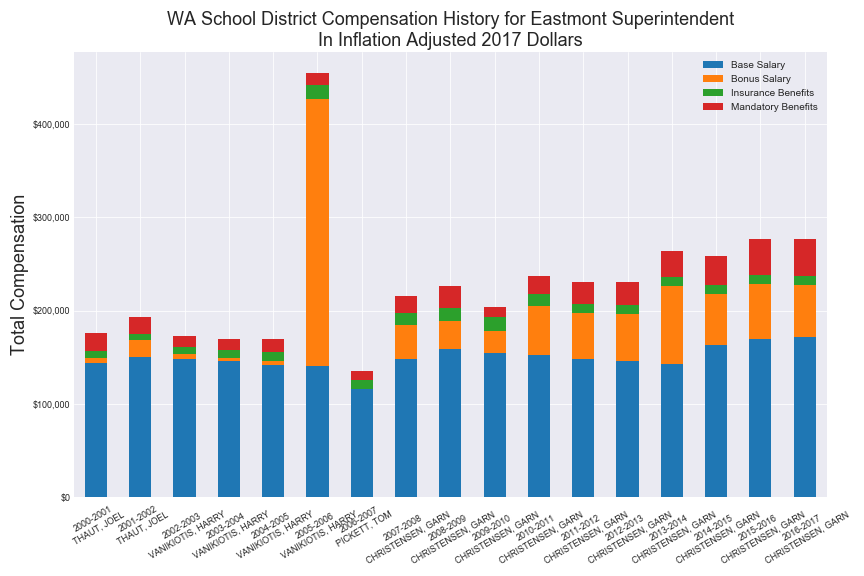 WA School District Compensation History for Eastmont Superintendent
In Inflation Adjusted 2017 Dollars
Base Salary
Bonus Salary
Insurance Benefits
Mandatory Benefits
Total Compensation
$400,000
$300,000
$200,000
$100,000
$0
2000-2001
THAUT, JOEL
2001-2002
THAUT, JOEL
2002-2003
VANIKIOTIS, HARRY
2003-2004
VANIKIOTIS, HARRY
2004-2005
VANIKIOTIS, HARRY
2005-2006
VANIKIOTIS, HARRY
2006-2007
PICKETT, TOM
2007-2008
CHRISTENSEN, GARN
2008-2009
CHRISTENSEN, GARN
2009-2010
CHRISTENSEN, GARN
2010-2011
CHRISTENSEN, GARN
2011-2012
CHRISTENSEN, GARN
2012-2013
CHRISTENSEN, GARN
2013-2014
CHRISTENSEN, GARN
2014-2015
CHRISTENSEN, GARN
2015-2016
CHRISTENSEN, GARN
2016-2017
CHRISTENSEN, GARN